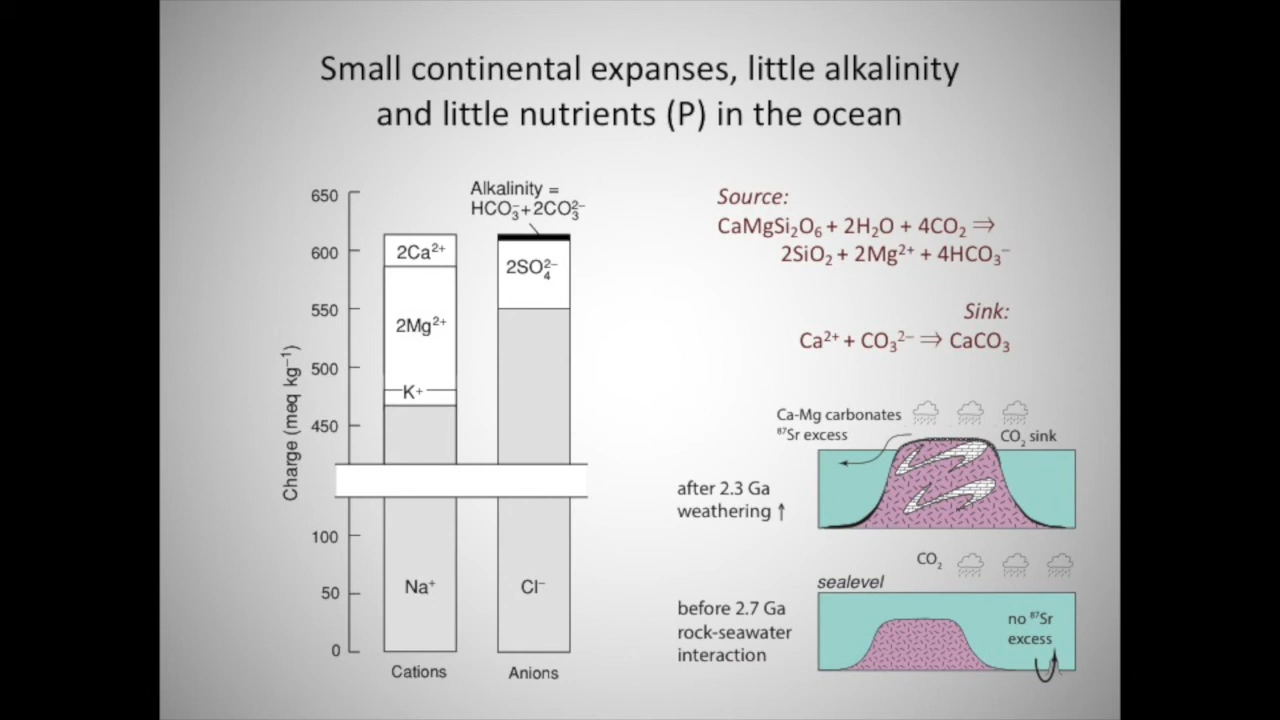 Small continental expanses, little alkalinity
and little nutrients (P) in the ocean
Alkalinity =
HCO₃⁻+2CO₃²⁻
650
600
550
500
450
100
50
0
Charge (meq kg⁻¹)
2Ca²⁺
2Mg²⁺
K⁺
Na⁺
2SO₄²⁻
Cl⁻
Cations
Anions
Source:
CaMgSi₂O₆ + 2H₂O + 4CO₂ ⇒
2SiO₂ + 2Mg²⁺ + 4HCO₃⁻
Sink:
Ca²⁺ + CO₃²⁻ ⇒ CaCO₃
Ca-Mg carbonates
⁸⁷Sr excess
CO₂ sink
after 2.3 Ga
weathering ↑
CO₂
sealevel
before 2.7 Ga
rock-seawater
interaction
no ⁸⁷Sr
excess